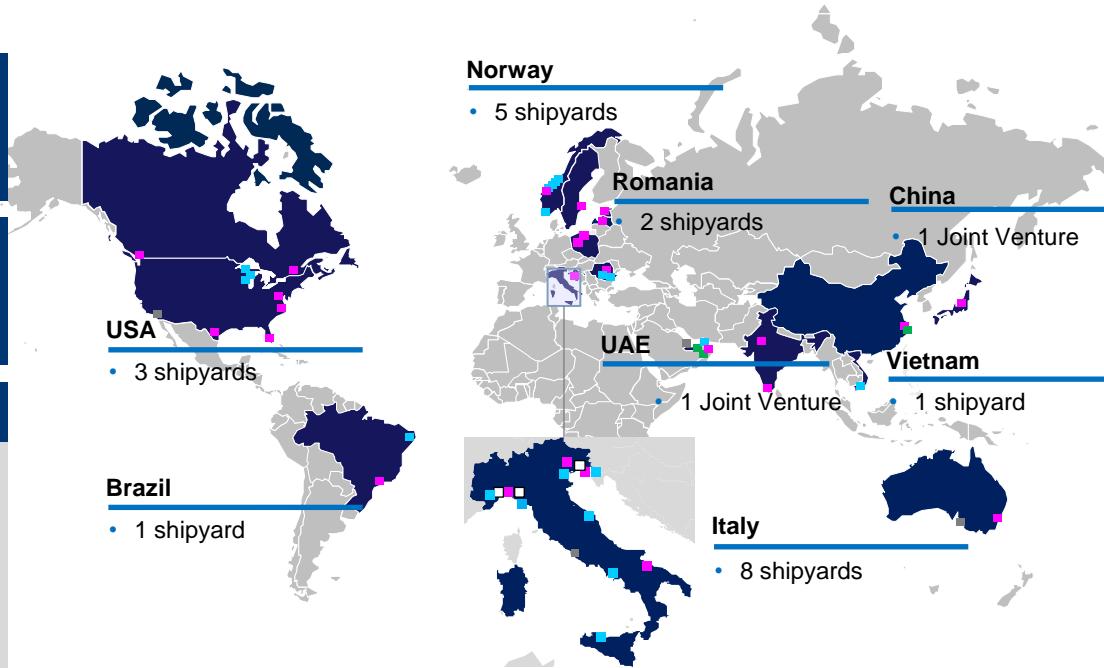 Norway
• 5 shipyards
Romania
• 2 shipyards
China
• 1 Joint Venture
USA
• 3 shipyards
UAE
• 1 Joint Venture
Vietnam
• 1 shipyard
Brazil
• 1 shipyard
Italy
• 8 shipyards